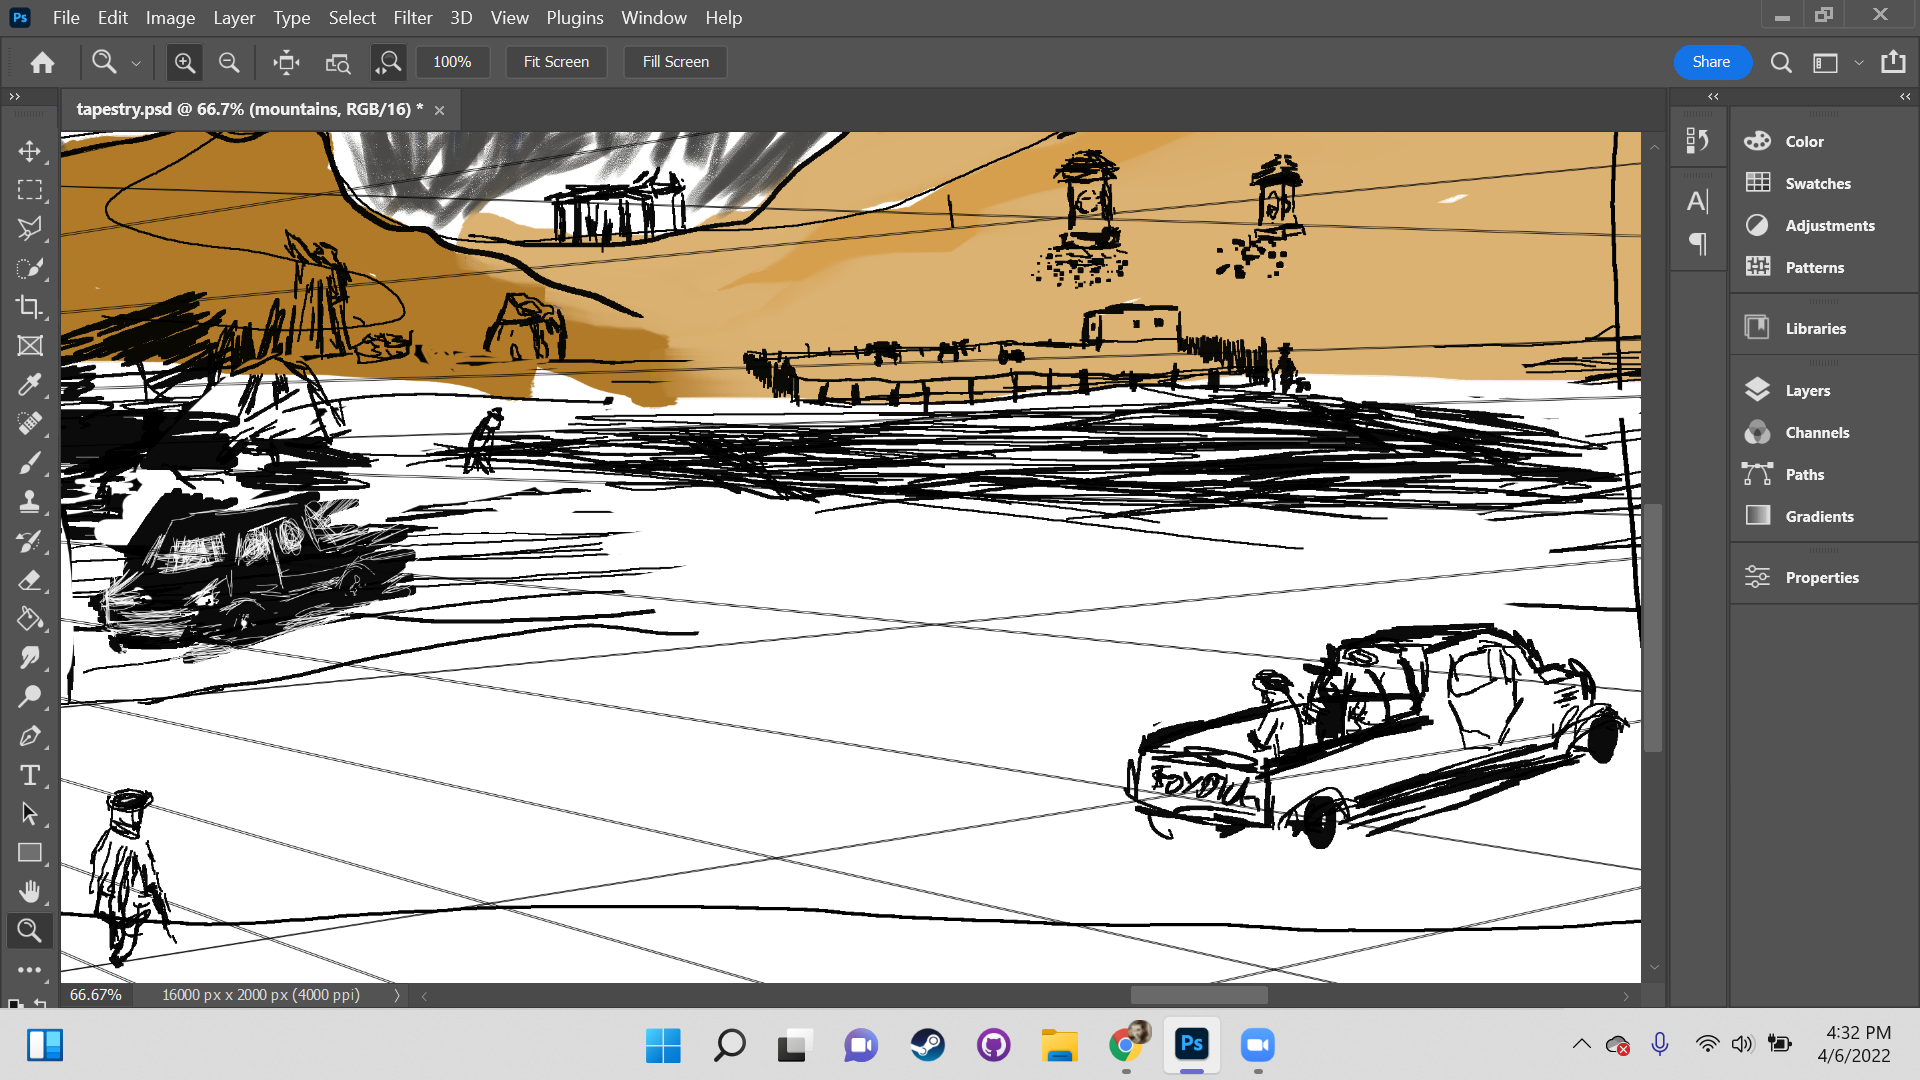 Ps File Edit Image Layer Type Select Filter 3D View Plugins Window Help
100% Fit Screen Fill Screen Share
tapestry.psd @ 66.7% (mountains, RGB/16) *
Color
Swatches
Adjustments
Patterns
Libraries
Layers
Channels
Paths
Gradients
Properties
66.67% 16000 px x 2000 px (4000 ppi)
Ps
4:32 PM
4/6/2022